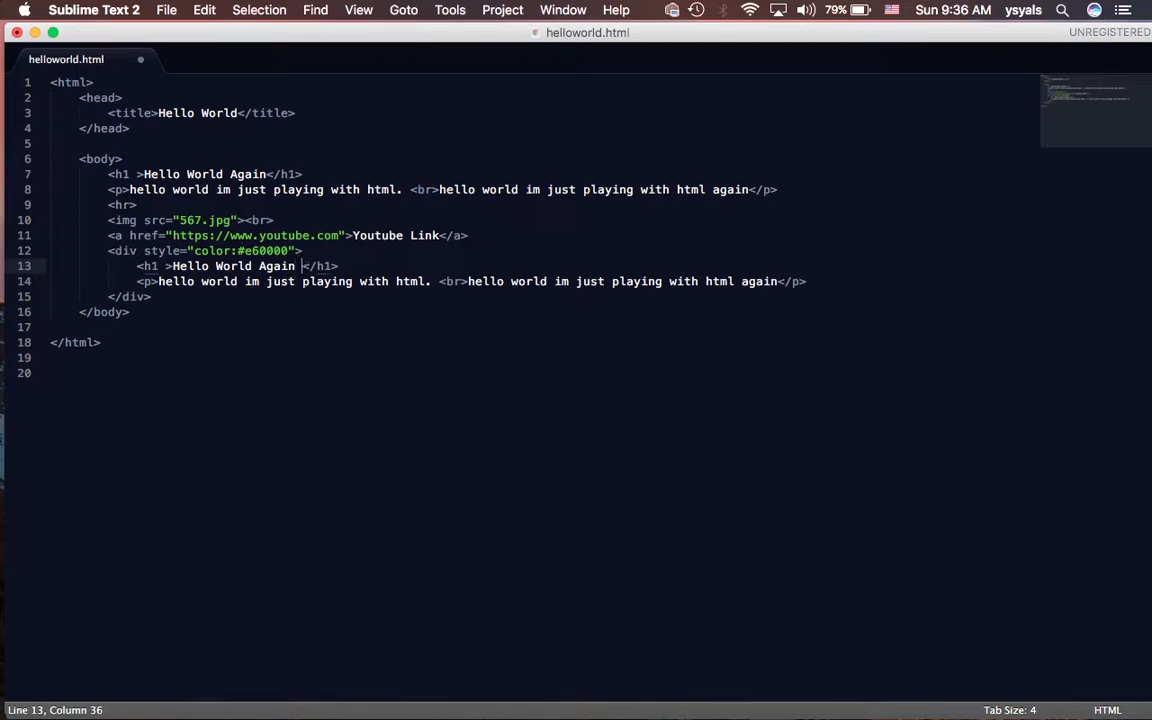 Sublime Text 2 File Edit Selection Find View Goto Tools Project Window Help 79% Sun 9:36 AM ysyals
helloworld.html UNREGISTERED
helloworld.html
1 <html>
2 <head>
3 <title>Hello World</title>
4 </head>
5
6 <body>
7 <h1 >Hello World Again</h1>
8 <p>hello world im just playing with html. <br>hello world im just playing with html again</p>
9 <hr>
10 <img src="567.jpg"><br>
11 <a href="https://www.youtube.com">Youtube Link</a>
12 <div style="color:#e60000">
13 <h1 >Hello World Again </h1>
14 <p>hello world im just playing with html. <br>hello world im just playing with html again</p>
15 </div>
16 </body>
17
18 </html>
19
20
Line 13, Column 36 Tab Size: 4 HTML